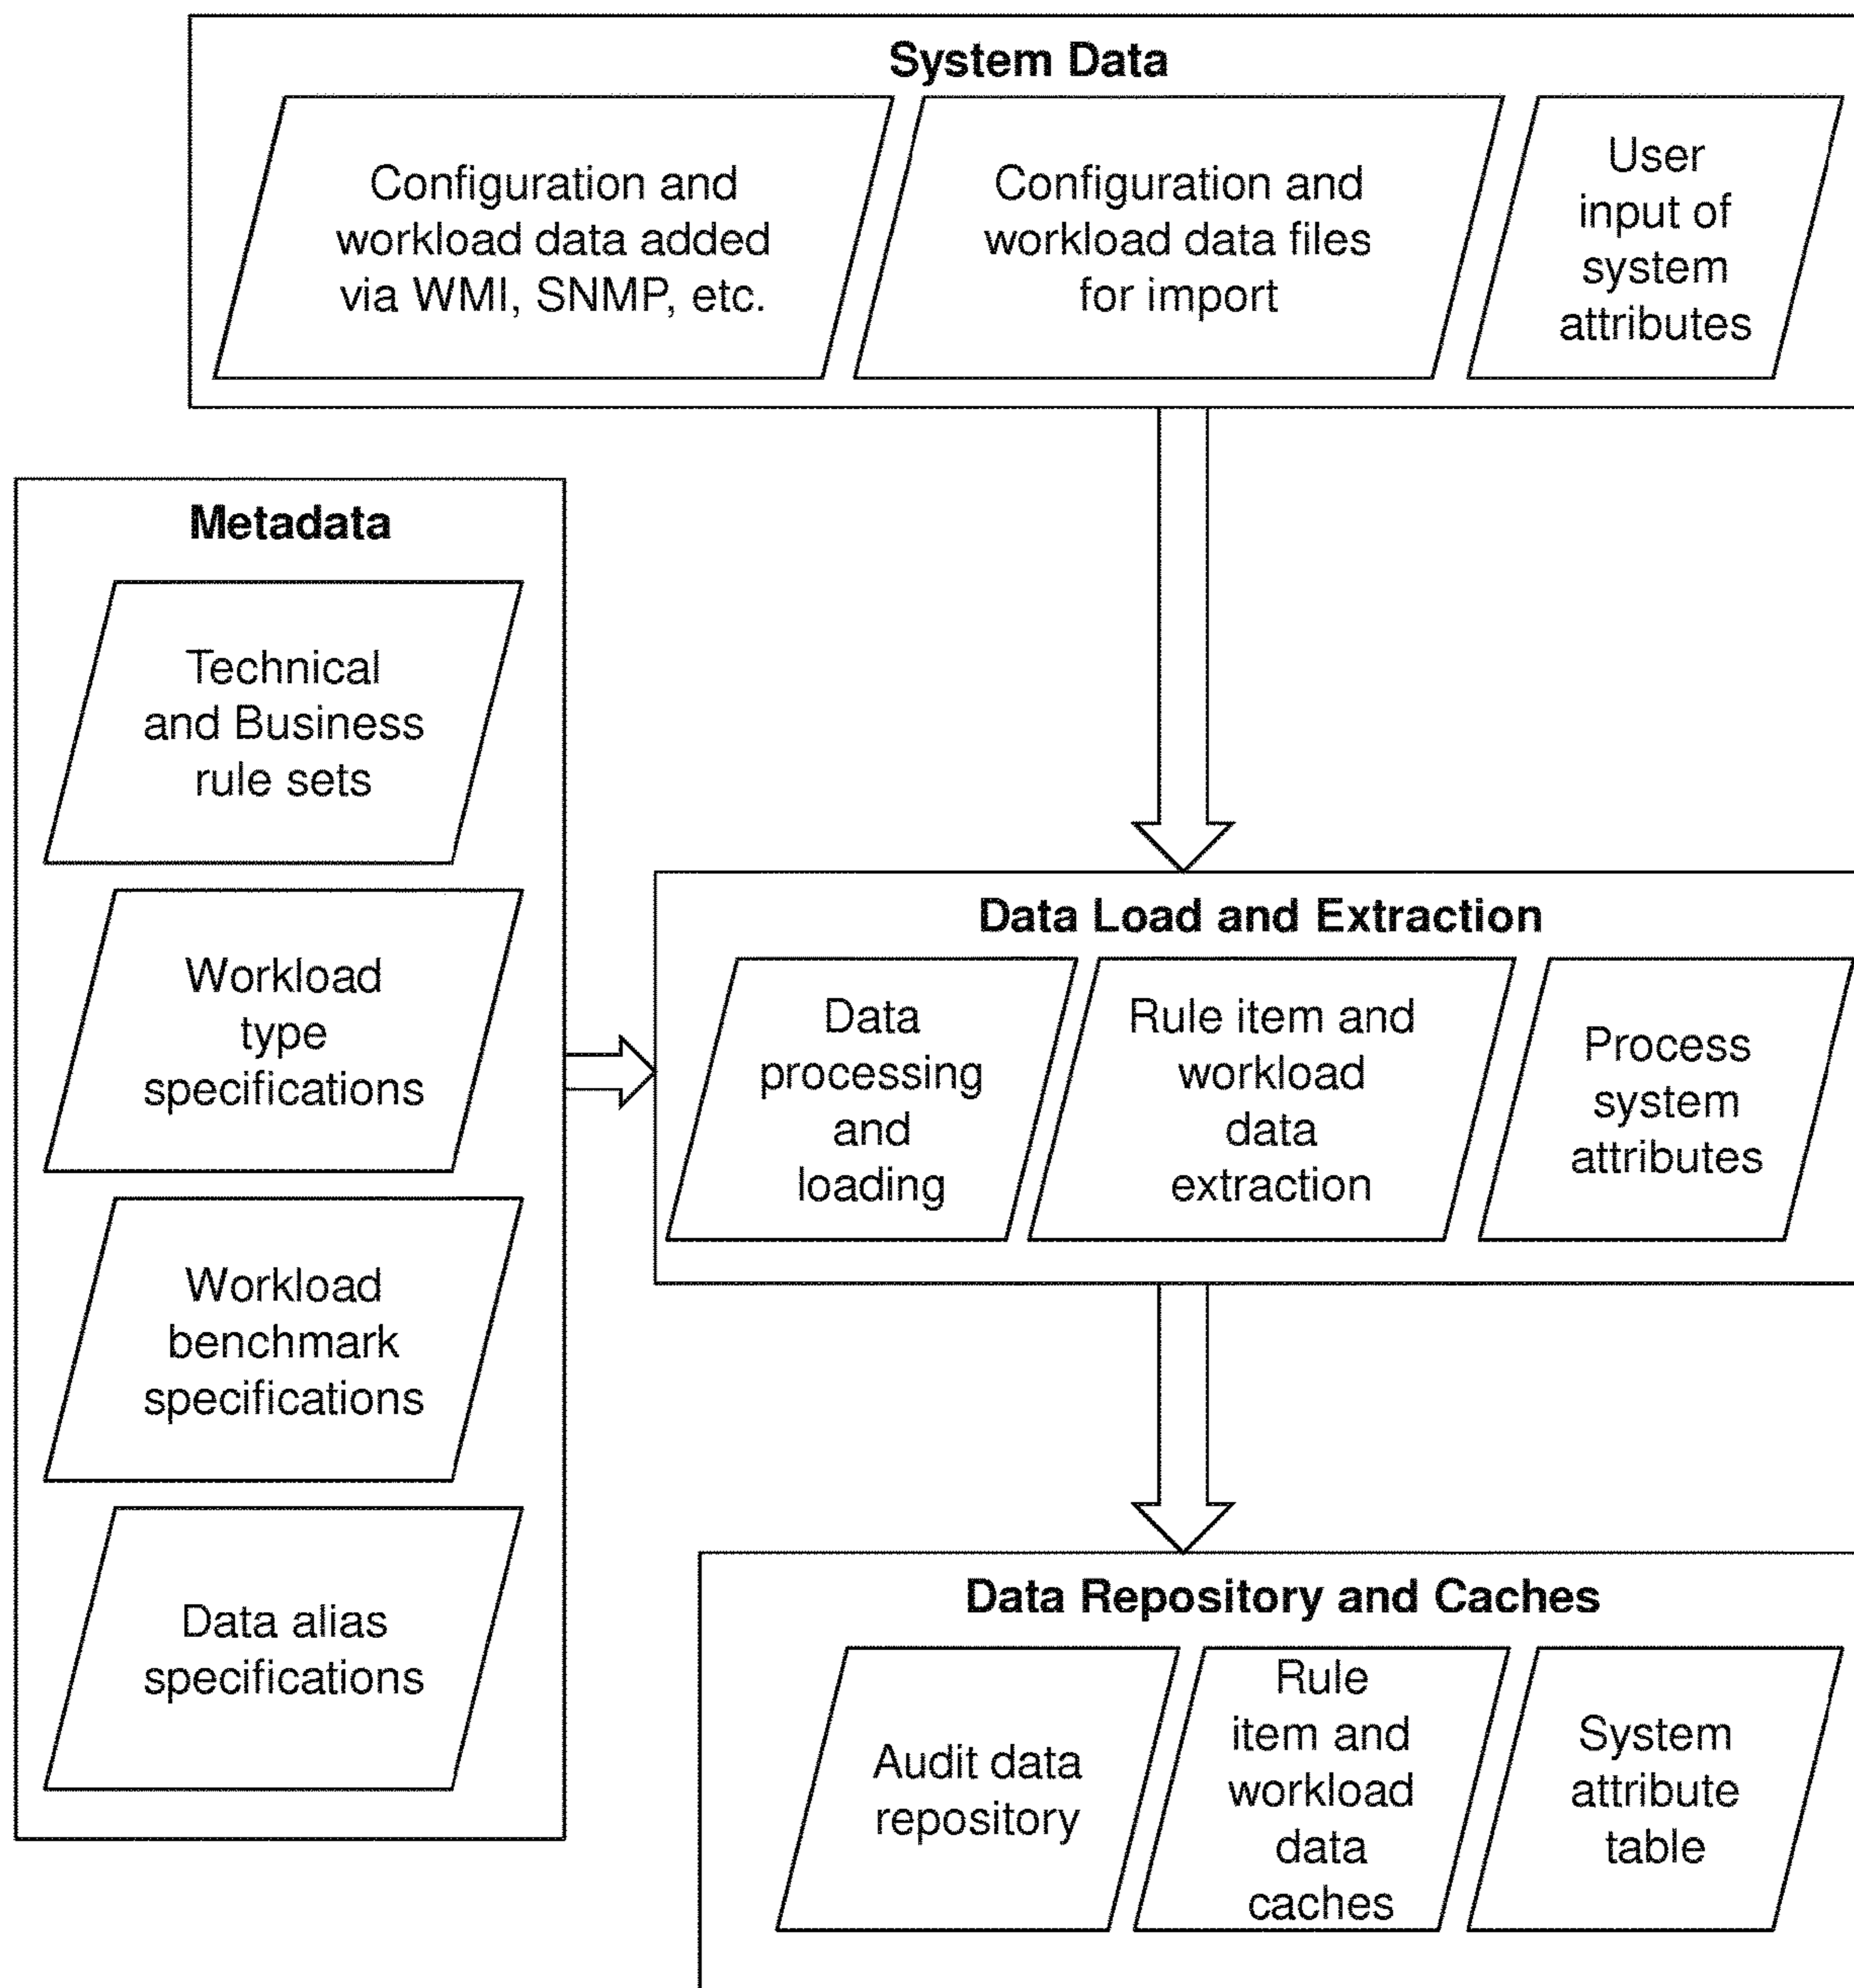 System Data
Configuration and
workload data added
via WMI, SNMP, etc.
Configuration and
workload data files
for import
User
input of
system
attributes
Metadata
Technical
and Business
rule sets
Workload
type
specifications
Workload
benchmark
specifications
Data alias
specifications
Data Load and Extraction
Data
processing
and
loading
Rule item and
workload
data
extraction
Process
system
attributes
Data Repository and Caches
Audit data
repository
Rule
item and
workload
data
caches
System
attribute
table